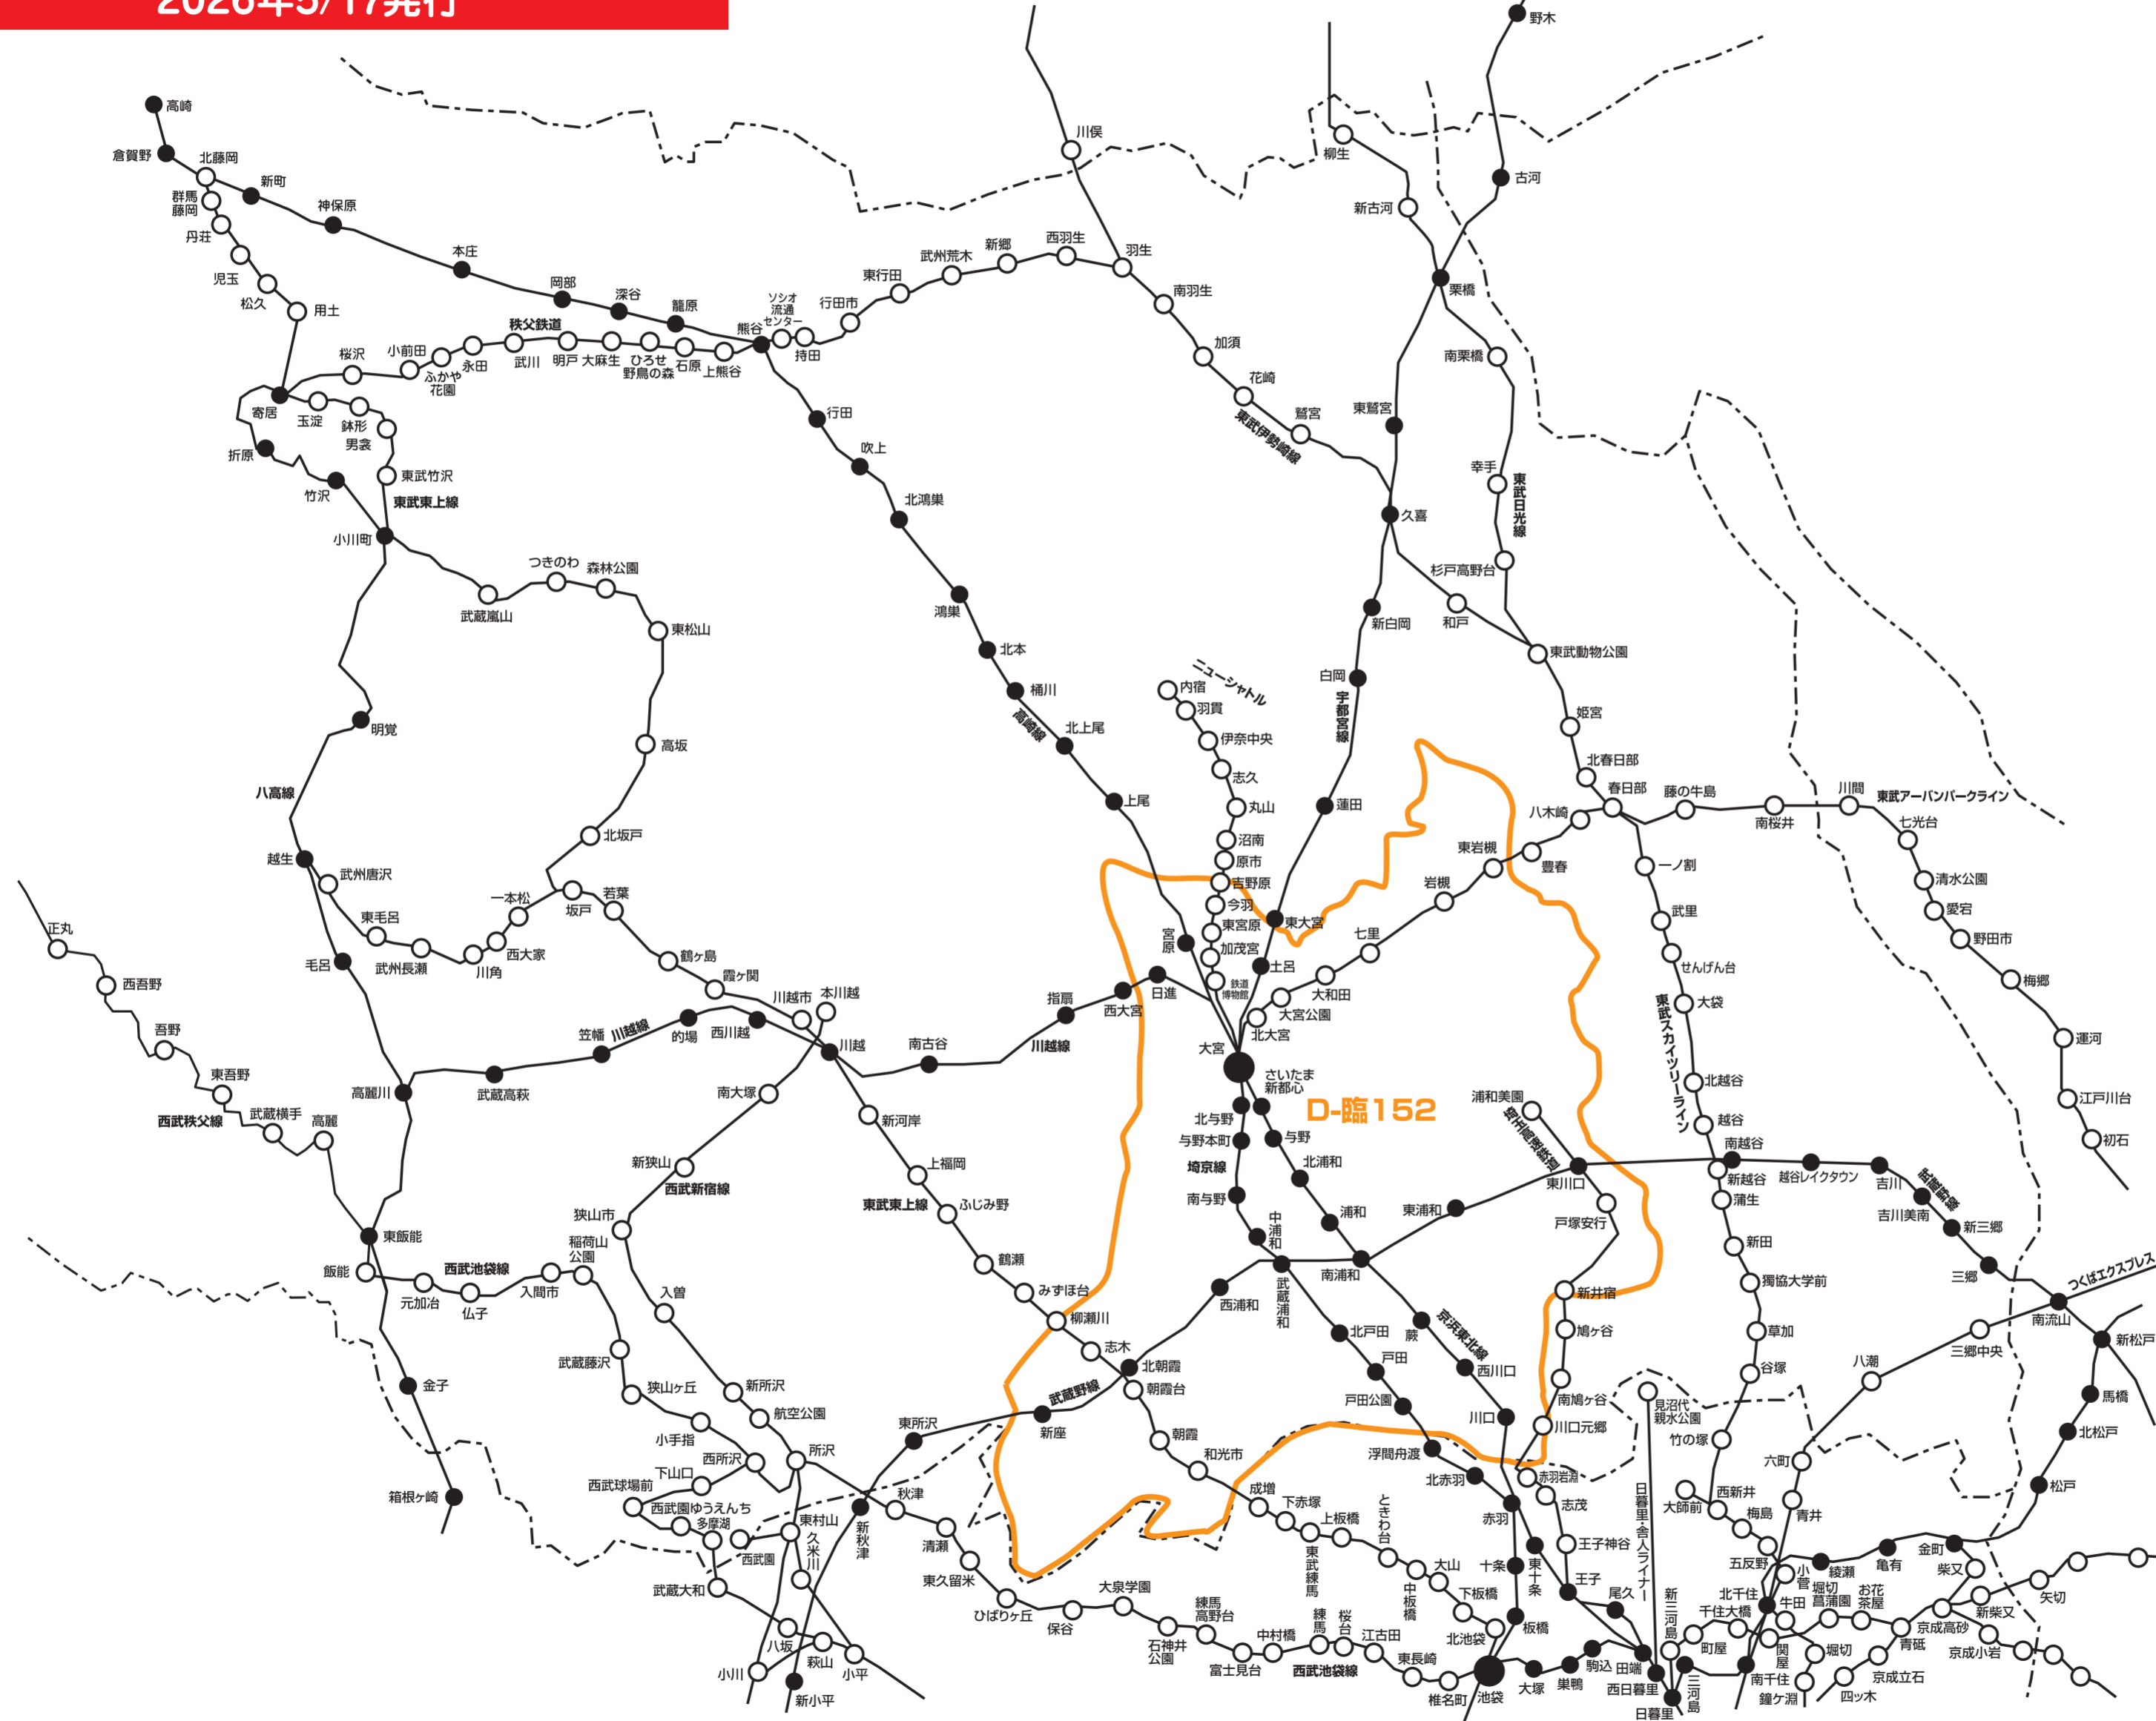 2026年5/17発行
野木
高崎
倉賀野
北藤岡
群馬
藤岡
新町
丹荘
神保原
児玉
本庄
松久
岡部
用土
深谷
籠原
熊谷
ソシオ
流通
センター
持田
行田市
東行田
武州荒木
新郷
西羽生
羽生
川俣
柳生
新古河
古河
栗橋
南栗橋
南羽生
加須
花崎
鷲宮
東武伊勢崎線
東鷲宮
久喜
幸手
東武日光線
杉戸高野台
和戸
東武動物公園
新白岡
白岡
宇都宮線
蓮田
東大宮
土呂
秩父鉄道
桜沢
小前田
ふかや
花園
永田
武川
明戸
大麻生
ひろせ
野鳥の森
石原
上熊谷
寄居
玉淀
鉢形
男衾
折原
竹沢
東武竹沢
東武東上線
小川町
武蔵嵐山
つきのわ
森林公園
東松山
高坂
北坂戸
坂戸
若葉
鶴ヶ島
霞ヶ関
川越市
本川越
川越
行田
吹上
北鴻巣
鴻巣
北本
桶川
高崎線
北上尾
上尾
宮原
ニューシャトル
内宿
羽貫
伊奈中央
志久
丸山
沼南
原市
吉野原
今羽
東宮原
加茂宮
鉄道
博物館
大宮
明覚
八高線
越生
武州唐沢
東毛呂
武州長瀬
川角
西大家
一本松
毛呂
高麗川
武蔵高萩
笠幡
川越線
的場
西川越
南古谷
川越線
指扇
西大宮
日進
正丸
西吾野
吾野
東吾野
西武秩父線
武蔵横手
高麗
東飯能
飯能
元加冶
西武池袋線
仏子
入間市
稲荷山
公園
武蔵藤沢
狭山ヶ丘
小手指
西所沢
下山口
西武球場前
西武園ゆうえんち
多摩湖
西武園
武蔵大和
金子
箱根ヶ崎
南大塚
新狭山
西武新宿線
狭山市
入曽
新所沢
航空公園
所沢
東村山
久米川
八坂
萩山
小川
小平
新小平
新秋津
東所沢
秋津
清瀬
東久留米
ひばりヶ丘
保谷
大泉学園
石神井
公園
練馬
高野台
富士見台
中村橋
練馬
桜台
江古田
西武池袋線
東長崎
椎名町
池袋
新河岸
上福岡
東武東上線
ふじみ野
鶴瀬
みずほ台
柳瀬川
志木
北朝霞
朝霞台
武蔵野線
新座
朝霞
和光市
成増
下赤塚
東武練馬
上板橋
ときわ台
中板橋
大山
下板橋
北池袋
北大宮
大宮公園
大和田
七里
岩槻
東岩槻
豊春
八木崎
春日部
藤の牛島
南桜井
川間
東武アーバンパークライン
七光台
清水公園
愛宕
野田市
梅郷
運河
江戸川台
初石
姫宮
北春日部
一ノ割
武里
せんげん台
大袋
東武スカイツリーライン
北越谷
越谷
南越谷
新越谷
蒲生
新田
獨協大学前
草加
谷塚
竹の塚
西新井
大師前
梅島
五反野
小菅
さいたま
新都心
D-臨152
北与野
与野本町
与野
埼京線
北浦和
南与野
浦和
中浦和
武蔵浦和
南浦和
西浦和
東浦和
浦和美園
埼玉高速鉄道
東川口
戸塚安行
新井宿
鳩ヶ谷
南鳩ヶ谷
川口元郷
赤羽岩淵
志茂
王子神谷
王子
越谷レイクタウン
吉川
武蔵野線
吉川美南
新三郷
三郷
つくばエクスプレス
南流山
三郷中央
八潮
六町
青井
新松戸
馬橋
北松戸
松戸
北戸田
戸田
戸田公園
浮間舟渡
北赤羽
赤羽
蕨
京浜東北線
西川口
川口
十条
東十条
板橋
大塚
巣鴨
駒込
田端
尾久
西日暮里
日暮里
見沼代
親水公園
日暮里・舎人ライナー
新三河島
三河島
町屋
千住大橋
北千住
南千住
関屋
牛田
堀切
鐘ケ淵
堀切
菖蒲園
お花
茶屋
綾瀬
亀有
金町
柴又
新柴又
矢切
京成高砂
青砥
京成小岩
京成立石
四ッ木